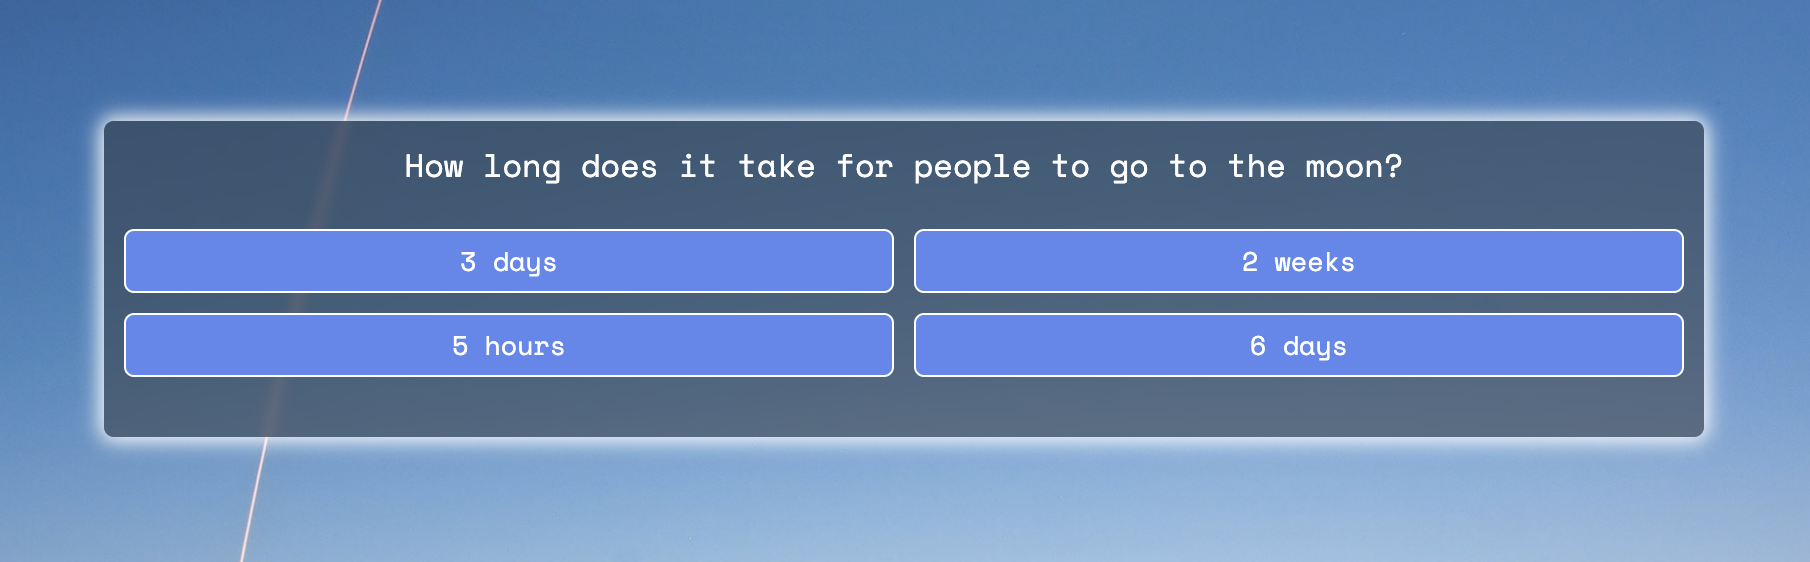 How long does it take for people to go to the moon?
3 days
2 weeks
5 hours
6 days